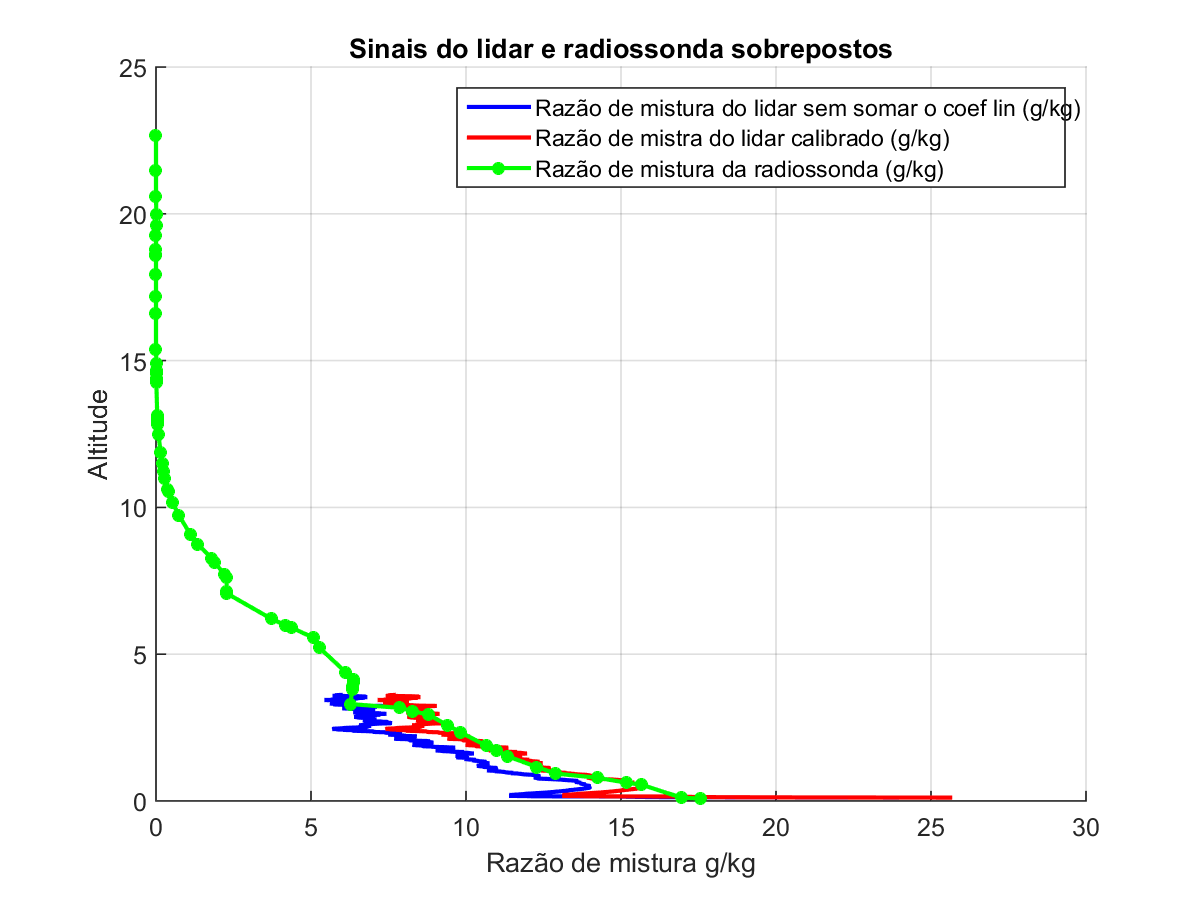 Sinais do lidar e radiossonda sobrepostos
Razão de mistura do lidar sem somar o coef lin (g/kg)
Razão de mistra do lidar calibrado (g/kg)
Razão de mistura da radiossonda (g/kg)
25
20
15
10
5
0
Altitude
0 5 10 15 20 25 30
Razão de mistura g/kg